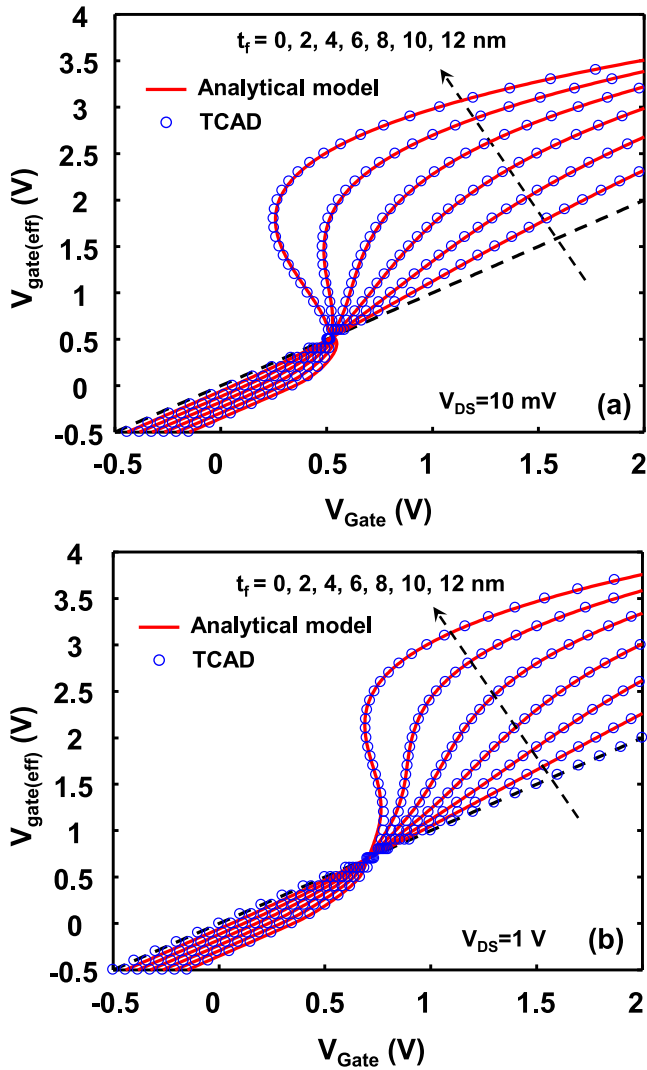 4
t_f = 0, 2, 4, 6, 8, 10, 12 nm
3.5
Analytical model
3
TCAD
2.5
2
1.5
1
0.5
0
-0.5
V_gate(eff) (V)
V_DS=10 mV
(a)
-0.5 0 0.5 1 1.5 2
V_Gate (V)
4
t_f = 0, 2, 4, 6, 8, 10, 12 nm
3.5
Analytical model
3
TCAD
2.5
2
1.5
1
0.5
0
-0.5
V_gate(eff) (V)
V_DS=1 V
(b)
-0.5 0 0.5 1 1.5 2
V_Gate (V)